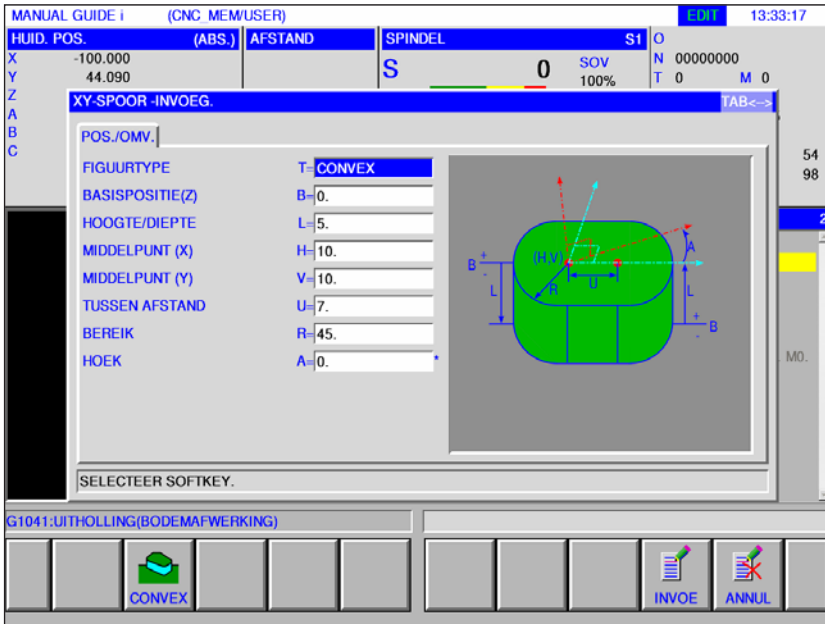 MANUAL GUIDE i (CNC_MEM/USER) EDIT 13:33:17
HUID. POS. (ABS.) AFSTAND SPINDEL S1 O
X -100.000 S 0 SOV 100% N 00000000
Y 44.090 T 0 M 0
Z
A
B
C
54
98
2
M0.
XY-SPOOR -INVOEG. TAB<-->
POS./OMV.
FIGUURTYPE T=CONVEX
BASISPOSITIE(Z) B=0.
HOOGTE/DIEPTE L=5.
MIDDELPUNT (X) H=10.
MIDDELPUNT (Y) V=10.
TUSSEN AFSTAND U=7.
BEREIK R=45.
HOEK A=0. *
(H,V) A
B + -
L R U L
+ - B
SELECTEER SOFTKEY.
G1041:UITHOLLING(BODEMAFWERKING)
CONVEX INVOE ANNUL